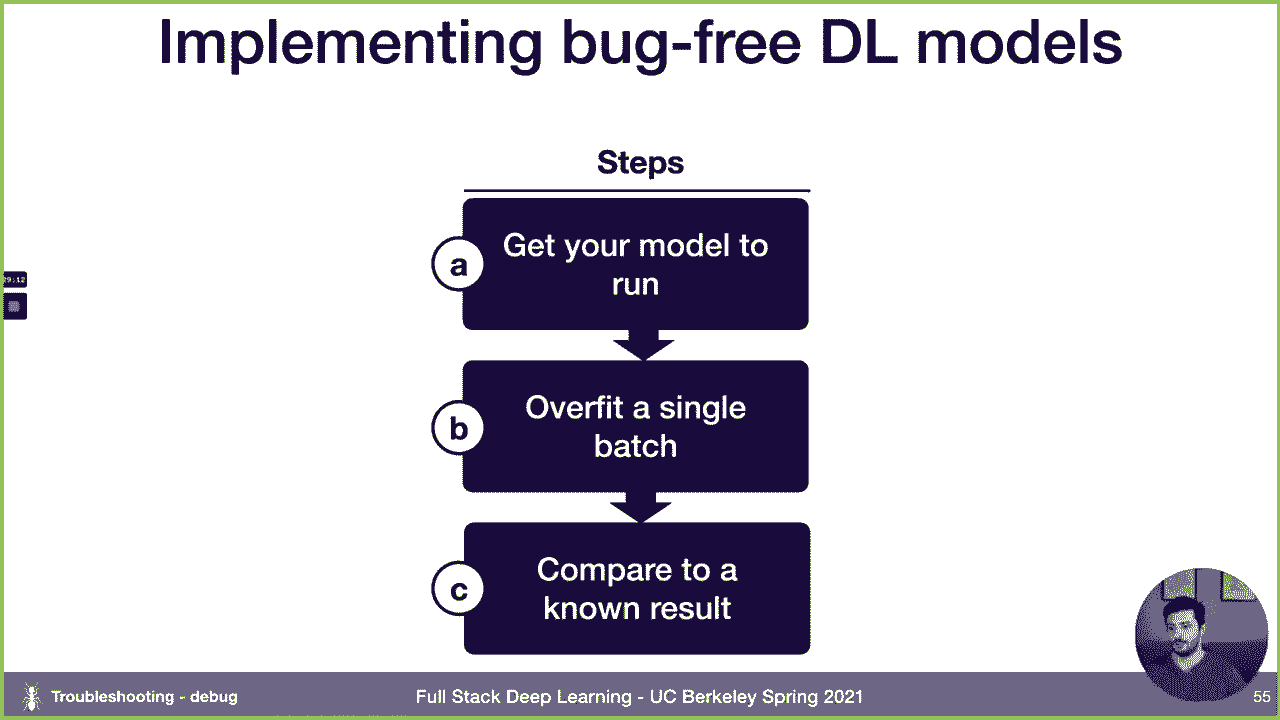 Implementing bug-free DL models
Steps
a
Get your model to
run
b
Overfit a single
batch
c
Compare to a
known result
Troubleshooting - debug
Full Stack Deep Learning - UC Berkeley Spring 2021
55